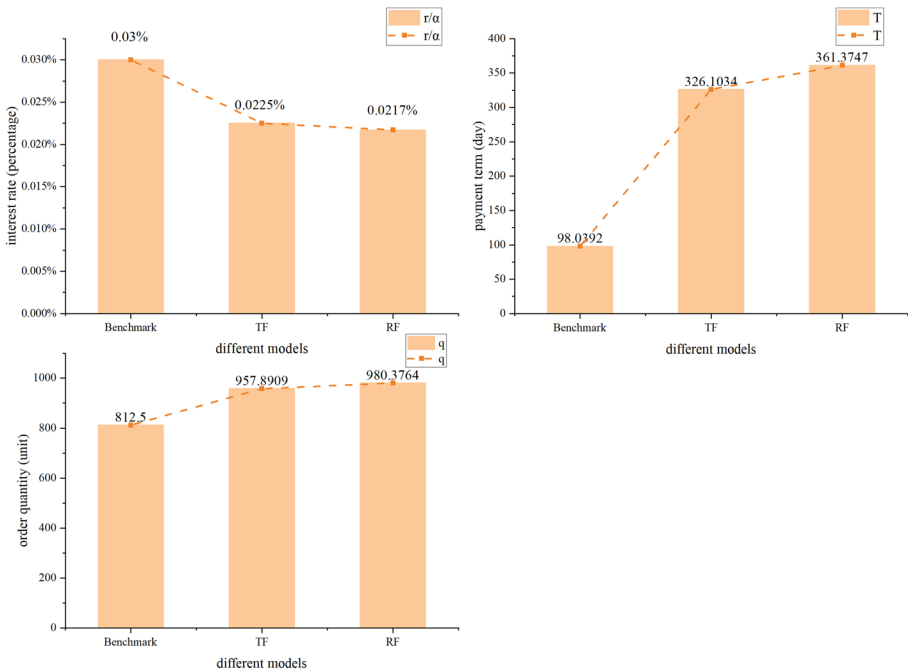 r/α
r/α
0.03%
0.0225%
0.0217%
0.030%
0.025%
0.020%
0.015%
0.010%
0.005%
0.000%
interest rate (percentage)
Benchmark TF RF
different models
T
T
361.3747
326.1034
98.0392
400
350
300
250
200
150
100
50
0
payment term (day)
Benchmark TF RF
different models
q
q
980.3764
957.8909
812.5
1000
800
600
400
200
0
order quantity (unit)
Benchmark TF RF
different models